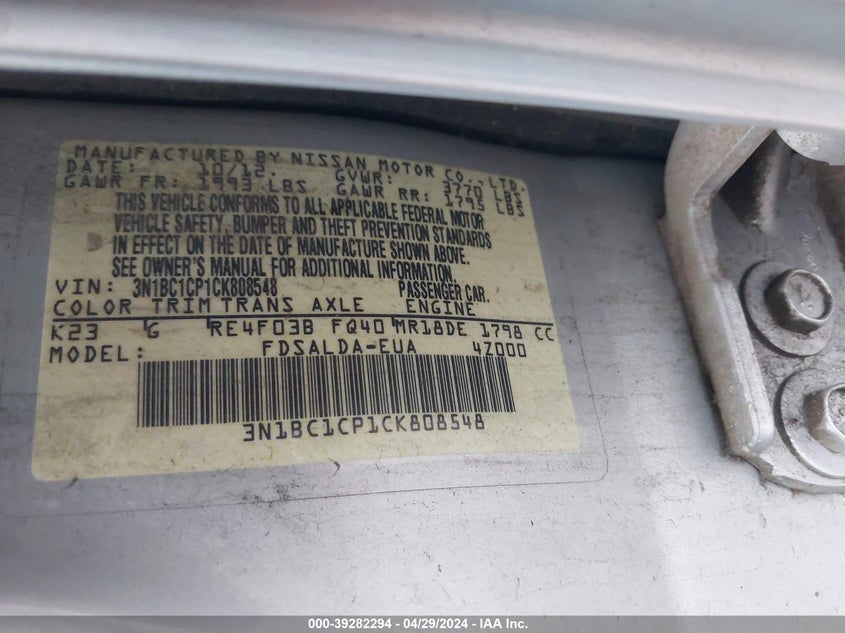 MANUFACTURED BY NISSAN MOTOR CO., LTD.
DATE: 10/12. GVWR: 3770 LBS
GAWR FR: 1993 LBS GAWR RR: 1795 LBS
THIS VEHICLE CONFORMS TO ALL APPLICABLE FEDERAL MOTOR
VEHICLE SAFETY, BUMPER AND THEFT PREVENTION STANDARDS
IN EFFECT ON THE DATE OF MANUFACTURE SHOWN ABOVE.
SEE OWNER'S MANUAL FOR ADDITIONAL INFORMATION.
VIN: 3N1BC1CP1CK808548 PASSENGER CAR.
COLOR TRIM TRANS AXLE ENGINE
K23 G RE4F03B FQ40 MR18DE 1798 CC
MODEL: FDSALDA-EUA 4Z000
3N1BC1CP1CK808548
000-39282294 - 04/29/2024 - IAA Inc.